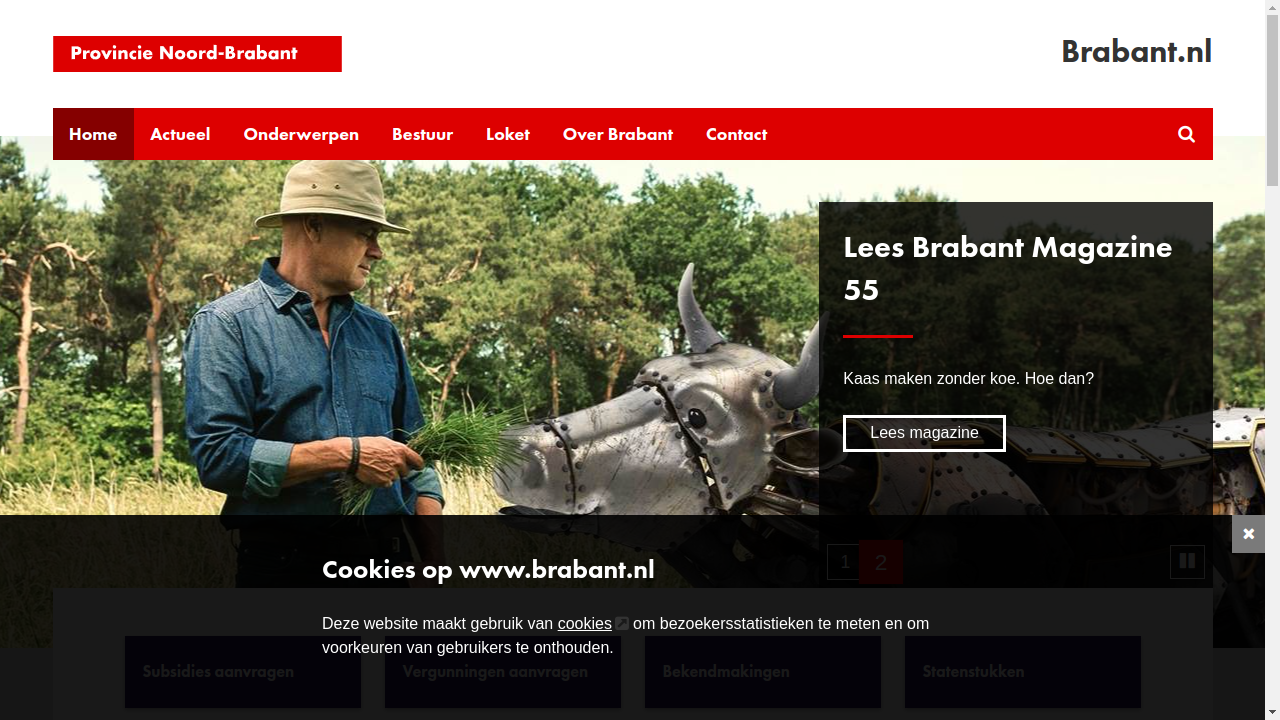 Provincie Noord-Brabant
Brabant.nl
Home Actueel Onderwerpen Bestuur Loket Over Brabant Contact
Lees Brabant Magazine
55
Kaas maken zonder koe. Hoe dan?
Lees magazine
1 2
Cookies op www.brabant.nl
Deze website maakt gebruik van cookies om bezoekersstatistieken te meten en om
voorkeuren van gebruikers te onthouden.
Subsidies aanvragen Vergunningen aanvragen Bekendmakingen Statenstukken